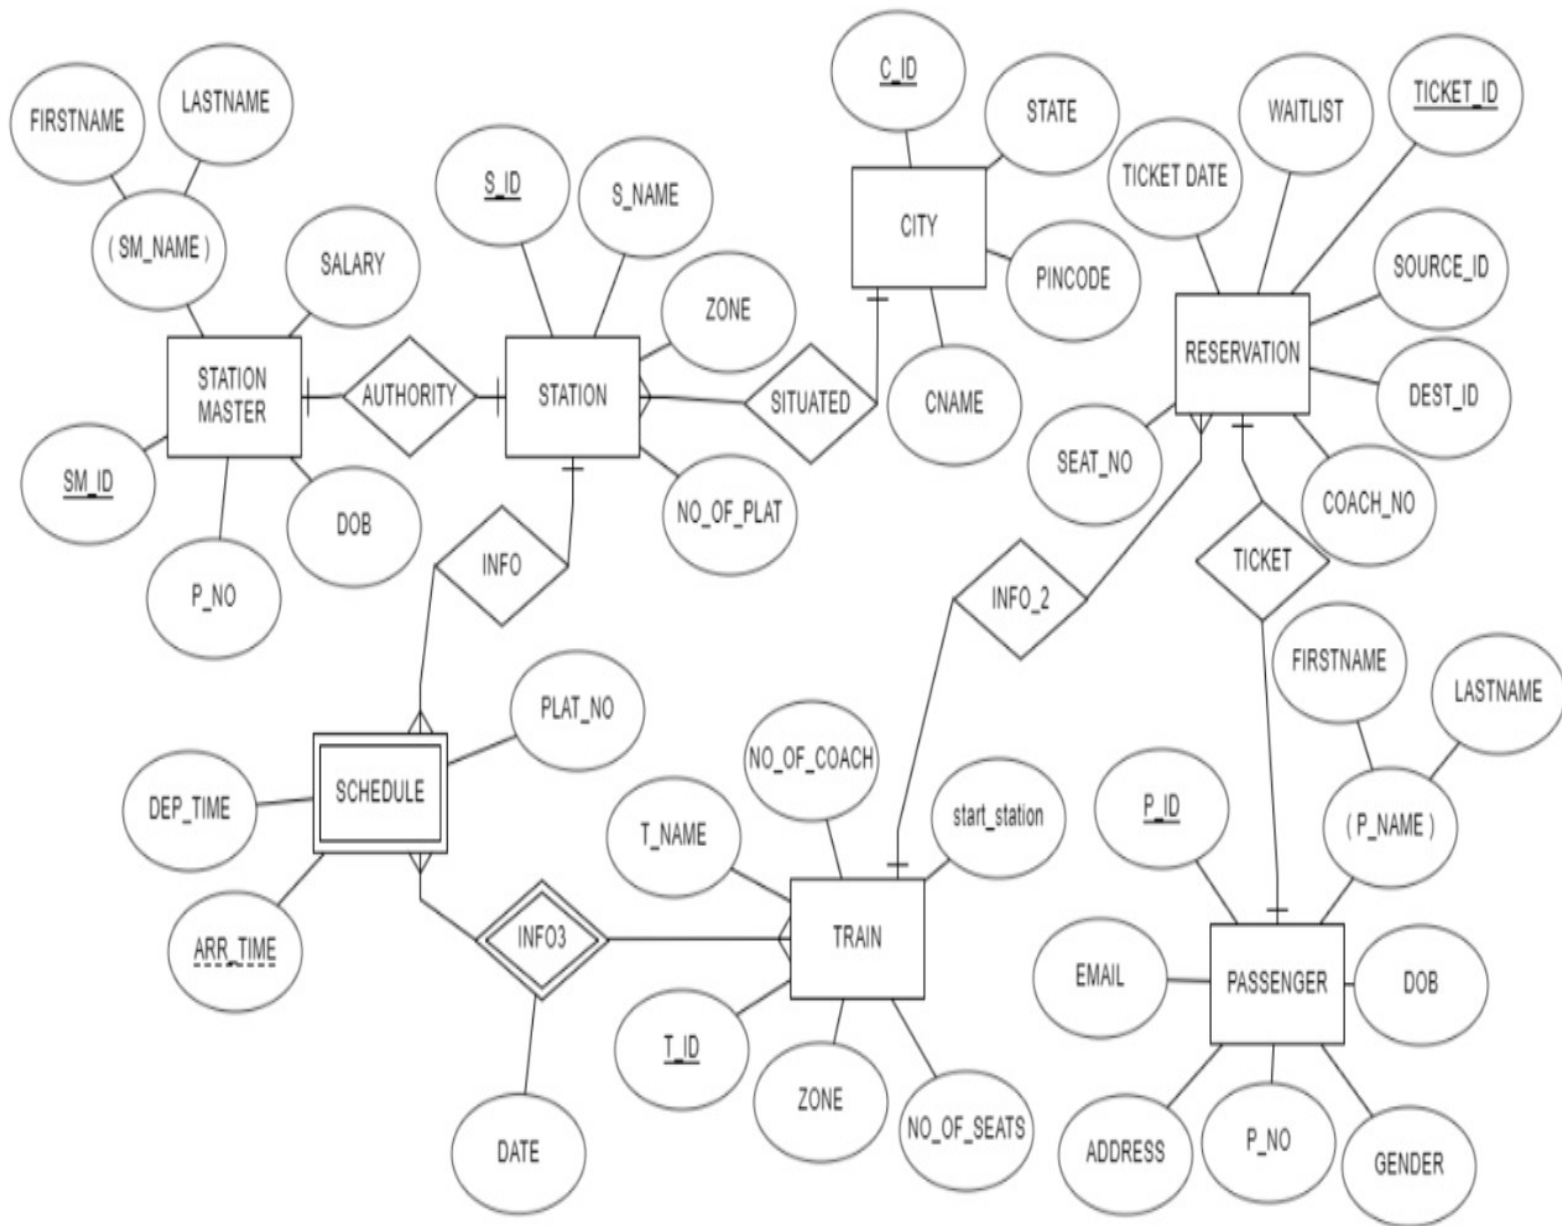 C_ID
LASTNAME
TICKET_ID
WAITLIST
STATE
FIRSTNAME
TICKET DATE
S_ID
S_NAME
CITY
( SM_NAME )
SALARY
PINCODE
SOURCE_ID
ZONE
RESERVATION
STATION
MASTER
AUTHORITY
STATION
SITUATED
CNAME
DEST_ID
SM_ID
SEAT_NO
COACH_NO
NO_OF_PLAT
DOB
INFO
TICKET
P_NO
INFO_2
FIRSTNAME
LASTNAME
PLAT_NO
NO_OF_COACH
SCHEDULE
DEP_TIME
start_station
P_ID
( P_NAME )
T_NAME
INFO3
TRAIN
ARR_TIME
EMAIL
PASSENGER
DOB
T_ID
ZONE
NO_OF_SEATS
DATE
ADDRESS
P_NO
GENDER